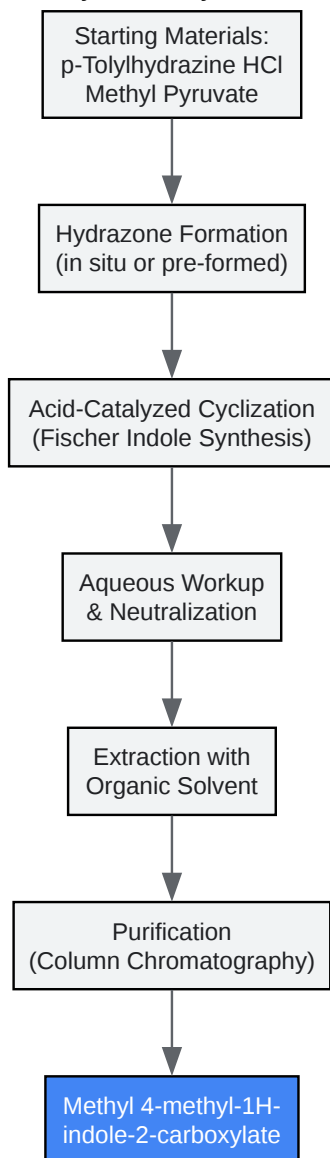 Starting Materials:
p-Tolylhydrazine HCl
Methyl Pyruvate
Hydrazone Formation
(in situ or pre-formed)
Acid-Catalyzed Cyclization
(Fischer Indole Synthesis)
Aqueous Workup
& Neutralization
Extraction with
Organic Solvent
Purification
(Column Chromatography)
Methyl 4-methyl-1H-
indole-2-carboxylate